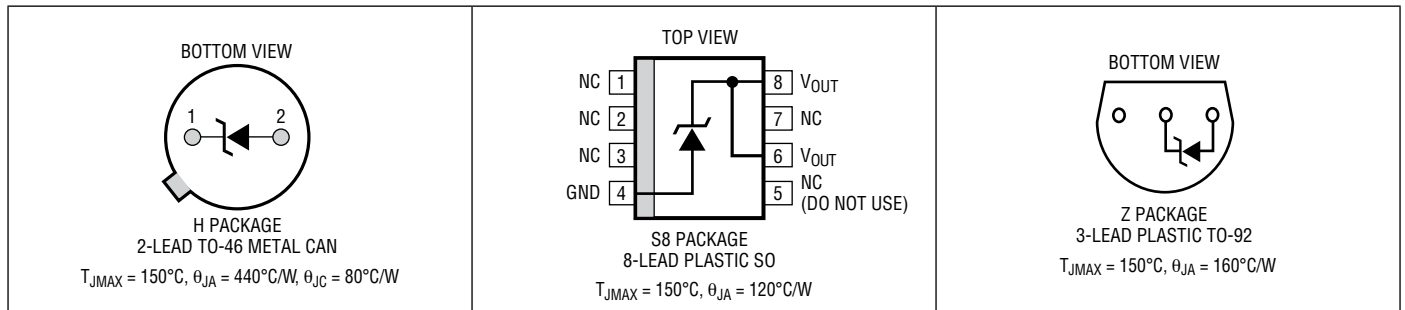 BOTTOM VIEW
1 2
H PACKAGE
2-LEAD TO-46 METAL CAN
TJMAX = 150°C, θJA = 440°C/W, θJC = 80°C/W
TOP VIEW
NC 1 8 VOUT
NC 2 7 NC
NC 3 6 VOUT
GND 4 5 NC
(DO NOT USE)
S8 PACKAGE
8-LEAD PLASTIC SO
TJMAX = 150°C, θJA = 120°C/W
BOTTOM VIEW
Z PACKAGE
3-LEAD PLASTIC TO-92
TJMAX = 150°C, θJA = 160°C/W